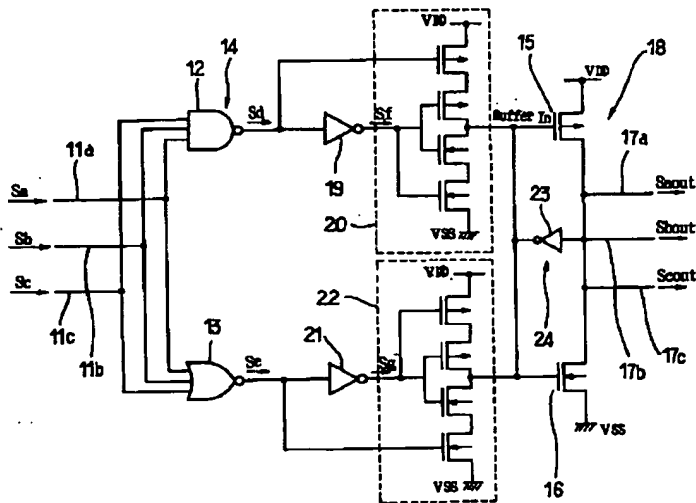 VDD
15
18
14
12
VDD
Sd
Sf
Buffer In
17a
11a
19
Saout
Sa
23
20
Sb
VSS
Sbout
Sc
VDD
22
Scout
11c
11b
13
21
24
17b
17c
Se
Sg
VSS
VSS
16